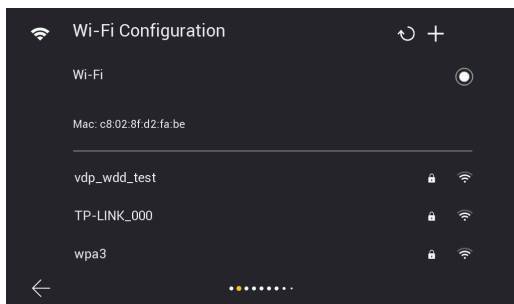 Wi-Fi Configuration
Wi-Fi
Mac: c8:02:8f:d2:fa:be
vdp_wdd_test
TP-LINK_000
wpa3